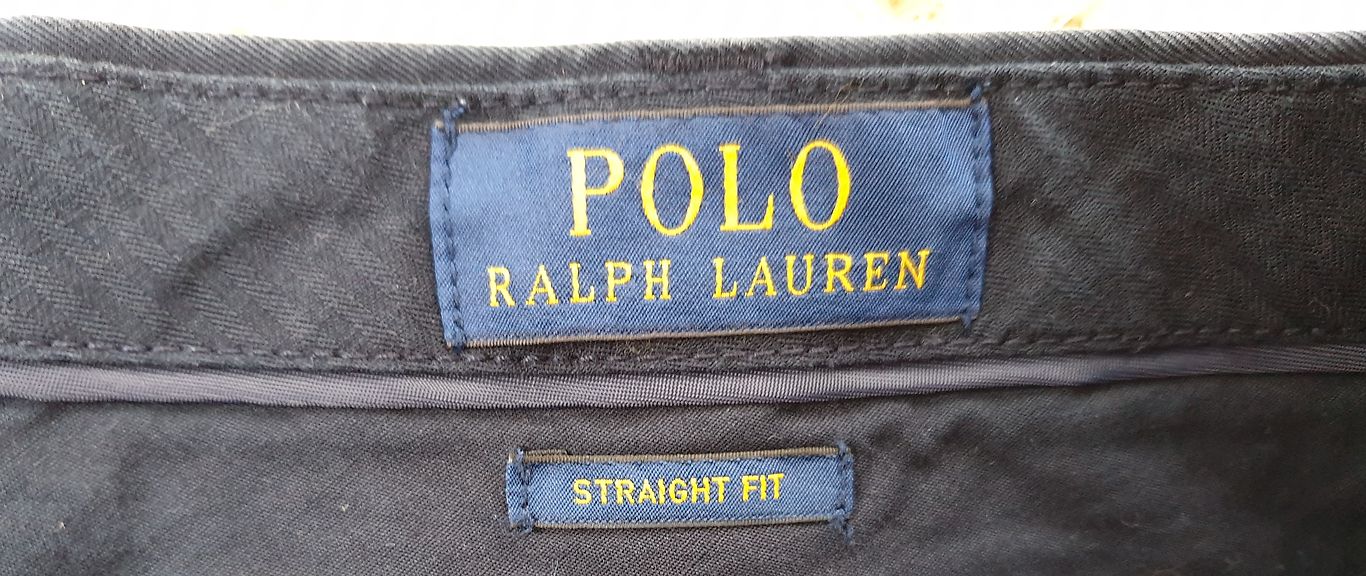 POLO
RALPH LAUREN
STRAIGHT FIT